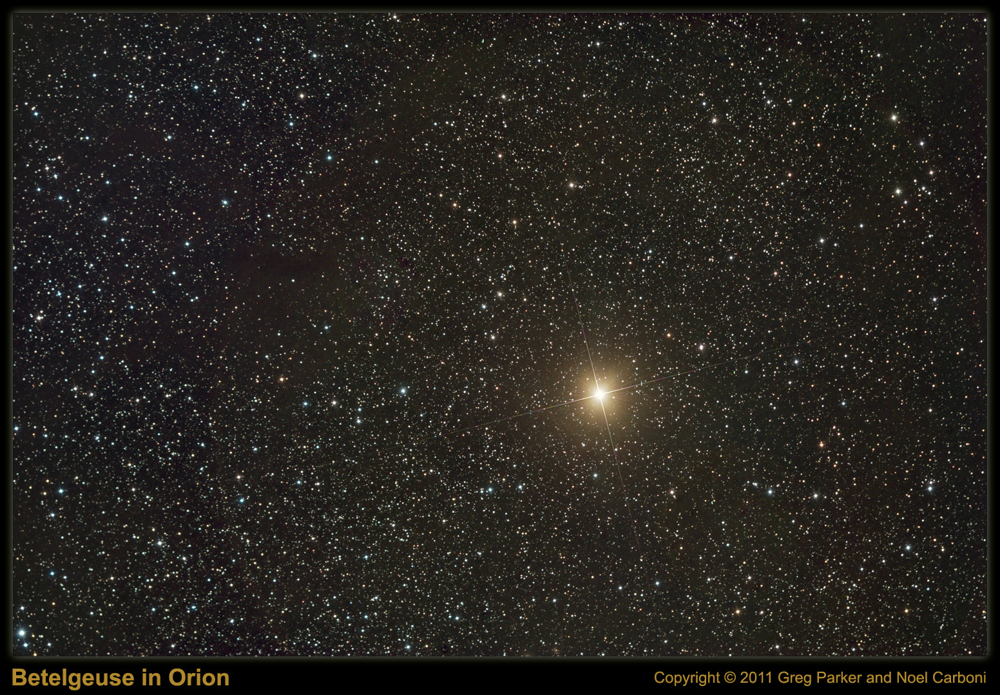 Betelgeuse in Orion
Copyright © 2011 Greg Parker and Noel Carboni